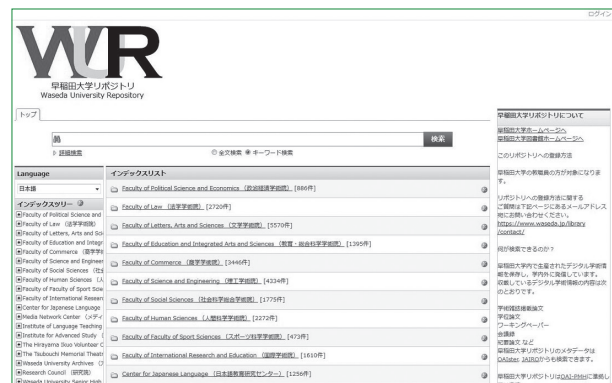 ログイン
WUR
早稲田大学リポジトリ
Waseda University Repository
トップ
検索
詳細検索
全文検索 キーワード検索
Language
日本語
インデックスツリー
Faculty of Political Science and
Faculty of Law （法学学術院）
Faculty of Letters, Arts and Sci
Faculty of Education and Integr
Faculty of Commerce （商学学
Faculty of Science and Engineer
Faculty of Social Sciences （社
Faculty of Human Sciences （人
Faculty of Faculty of Sport Scie
Faculty of International Researc
Center for Japanese Language
Media Network Center （メディ
Institute of Language Teaching
Institute for Advanced Study
The Hirayama Ikuo Volunteer C
The Tsubouchi Memorial Theatr
Waseda University Archives
Research Council （研究院）
Waseda University Senior High
インデックスリスト
Faculty of Political Science and Economics （政治経済学術院） [886件]
Faculty of Law （法学学術院） [2720件]
Faculty of Letters, Arts and Sciences （文学学術院） [5570件]
Faculty of Education and Integrated Arts and Sciences （教育・総合科学学術院） [1395件]
Faculty of Commerce （商学学術院） [3446件]
Faculty of Science and Engineering （理工学術院） [4334件]
Faculty of Social Sciences （社会科学総合学術院） [1775件]
Faculty of Human Sciences （人間科学学術院） [2272件]
Faculty of Faculty of Sport Sciences （スポーツ科学学術院） [473件]
Faculty of International Research and Education （国際学術院） [1610件]
Center for Japanese Language （日本語教育研究センター） [1256件]
早稲田大学リポジトリについて
早稲田大学ホームページへ
早稲田大学図書館ホームページへ
このリポジトリへの登録方法
早稲田大学の教職員の方が対象になりま
す。
リポジトリへの登録方法に関する
ご質問は下記ページにあるメールアドレス
宛にお問い合わせください。
https://www.waseda.jp/library
/contact/
何が検索できるのか？
早稲田大学内で生産されたデジタル学術情
報を保存し、学内外に発信しています。
収載しているデジタル学術情報の内容は次
のとおりです。
学術雑誌掲載論文
学位論文
ワーキングペーパー
会議録
紀要論文 など
早稲田大学リポジトリのメタデータは
OAIster, JAIROからも検索できます。
早稲田大学リポジトリはOAI-PMHに準拠し